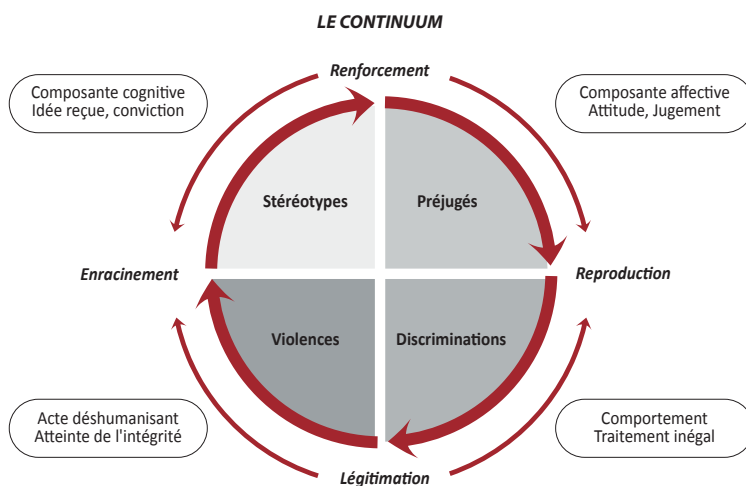 LE CONTINUUM
Renforcement
Composante cognitive
Idée reçue, conviction
Composante affective
Attitude, Jugement
Stéréotypes
Préjugés
Enracinement
Reproduction
Violences
Discriminations
Acte déshumanisant
Atteinte de l'intégrité
Comportement
Traitement inégal
Légitimation